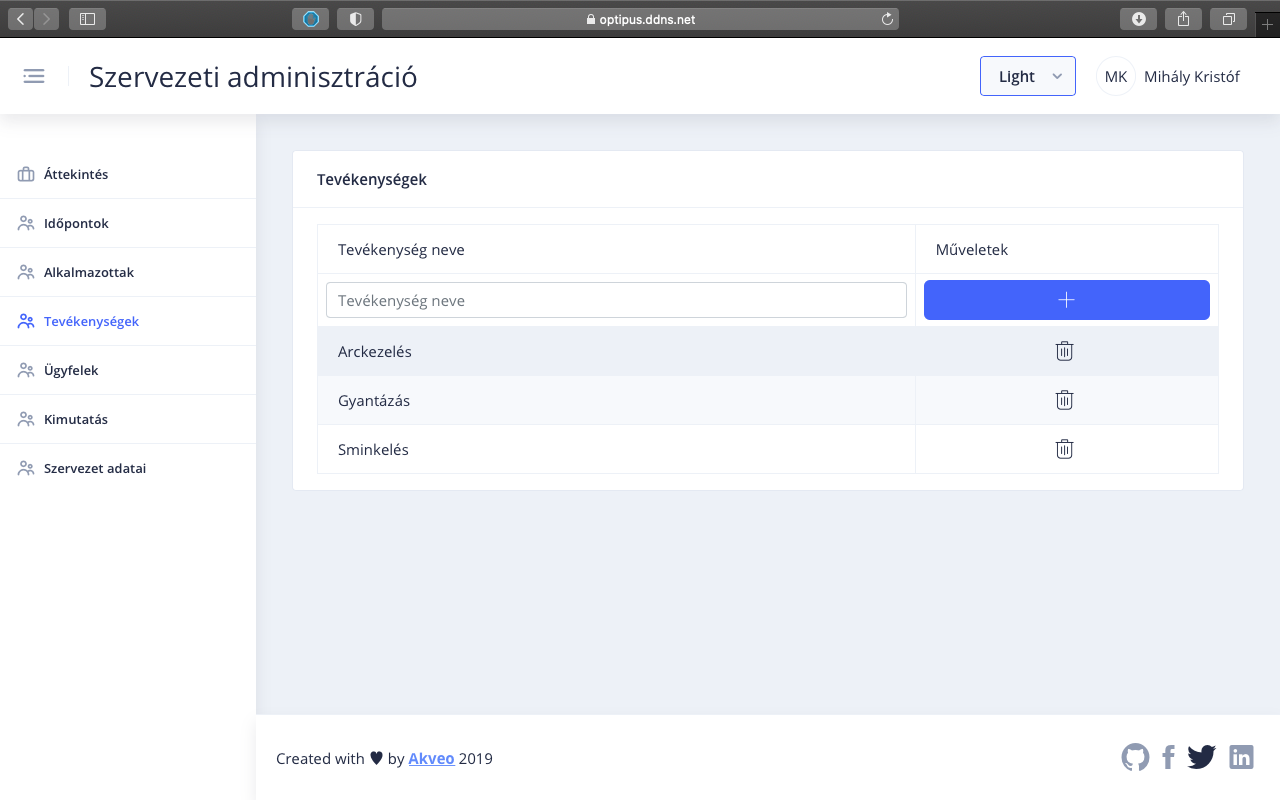 optipus.ddns.net
Szervezeti adminisztráció
Light
MK Mihály Kristóf
Áttekintés
Időpontok
Alkalmazottak
Tevékenységek
Ügyfelek
Kimutatás
Szervezet adatai
Tevékenységek
Tevékenység neve Műveletek
Tevékenység neve
Arckezelés
Gyantázás
Sminkelés
Created with ♥ by Akveo 2019